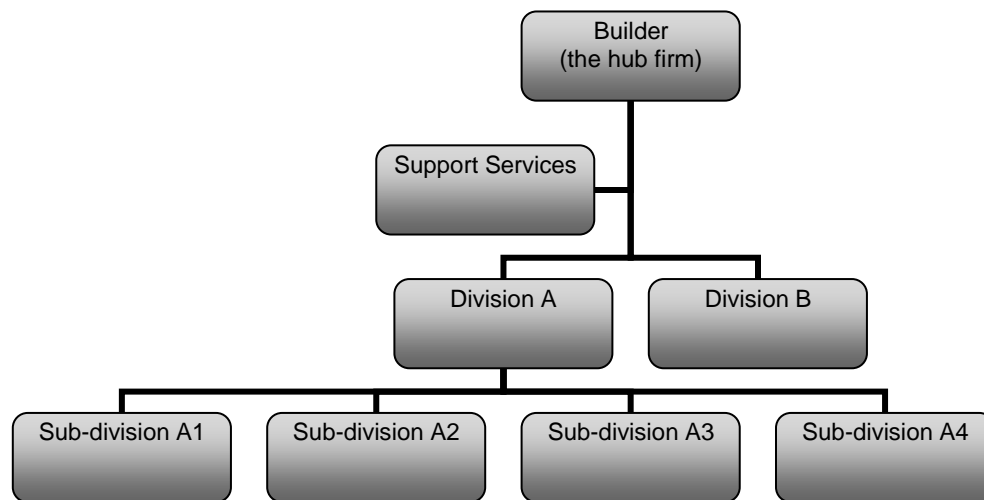 Builder
(the hub firm)
Support Services
Division A
Division B
Sub-division A1
Sub-division A2
Sub-division A3
Sub-division A4